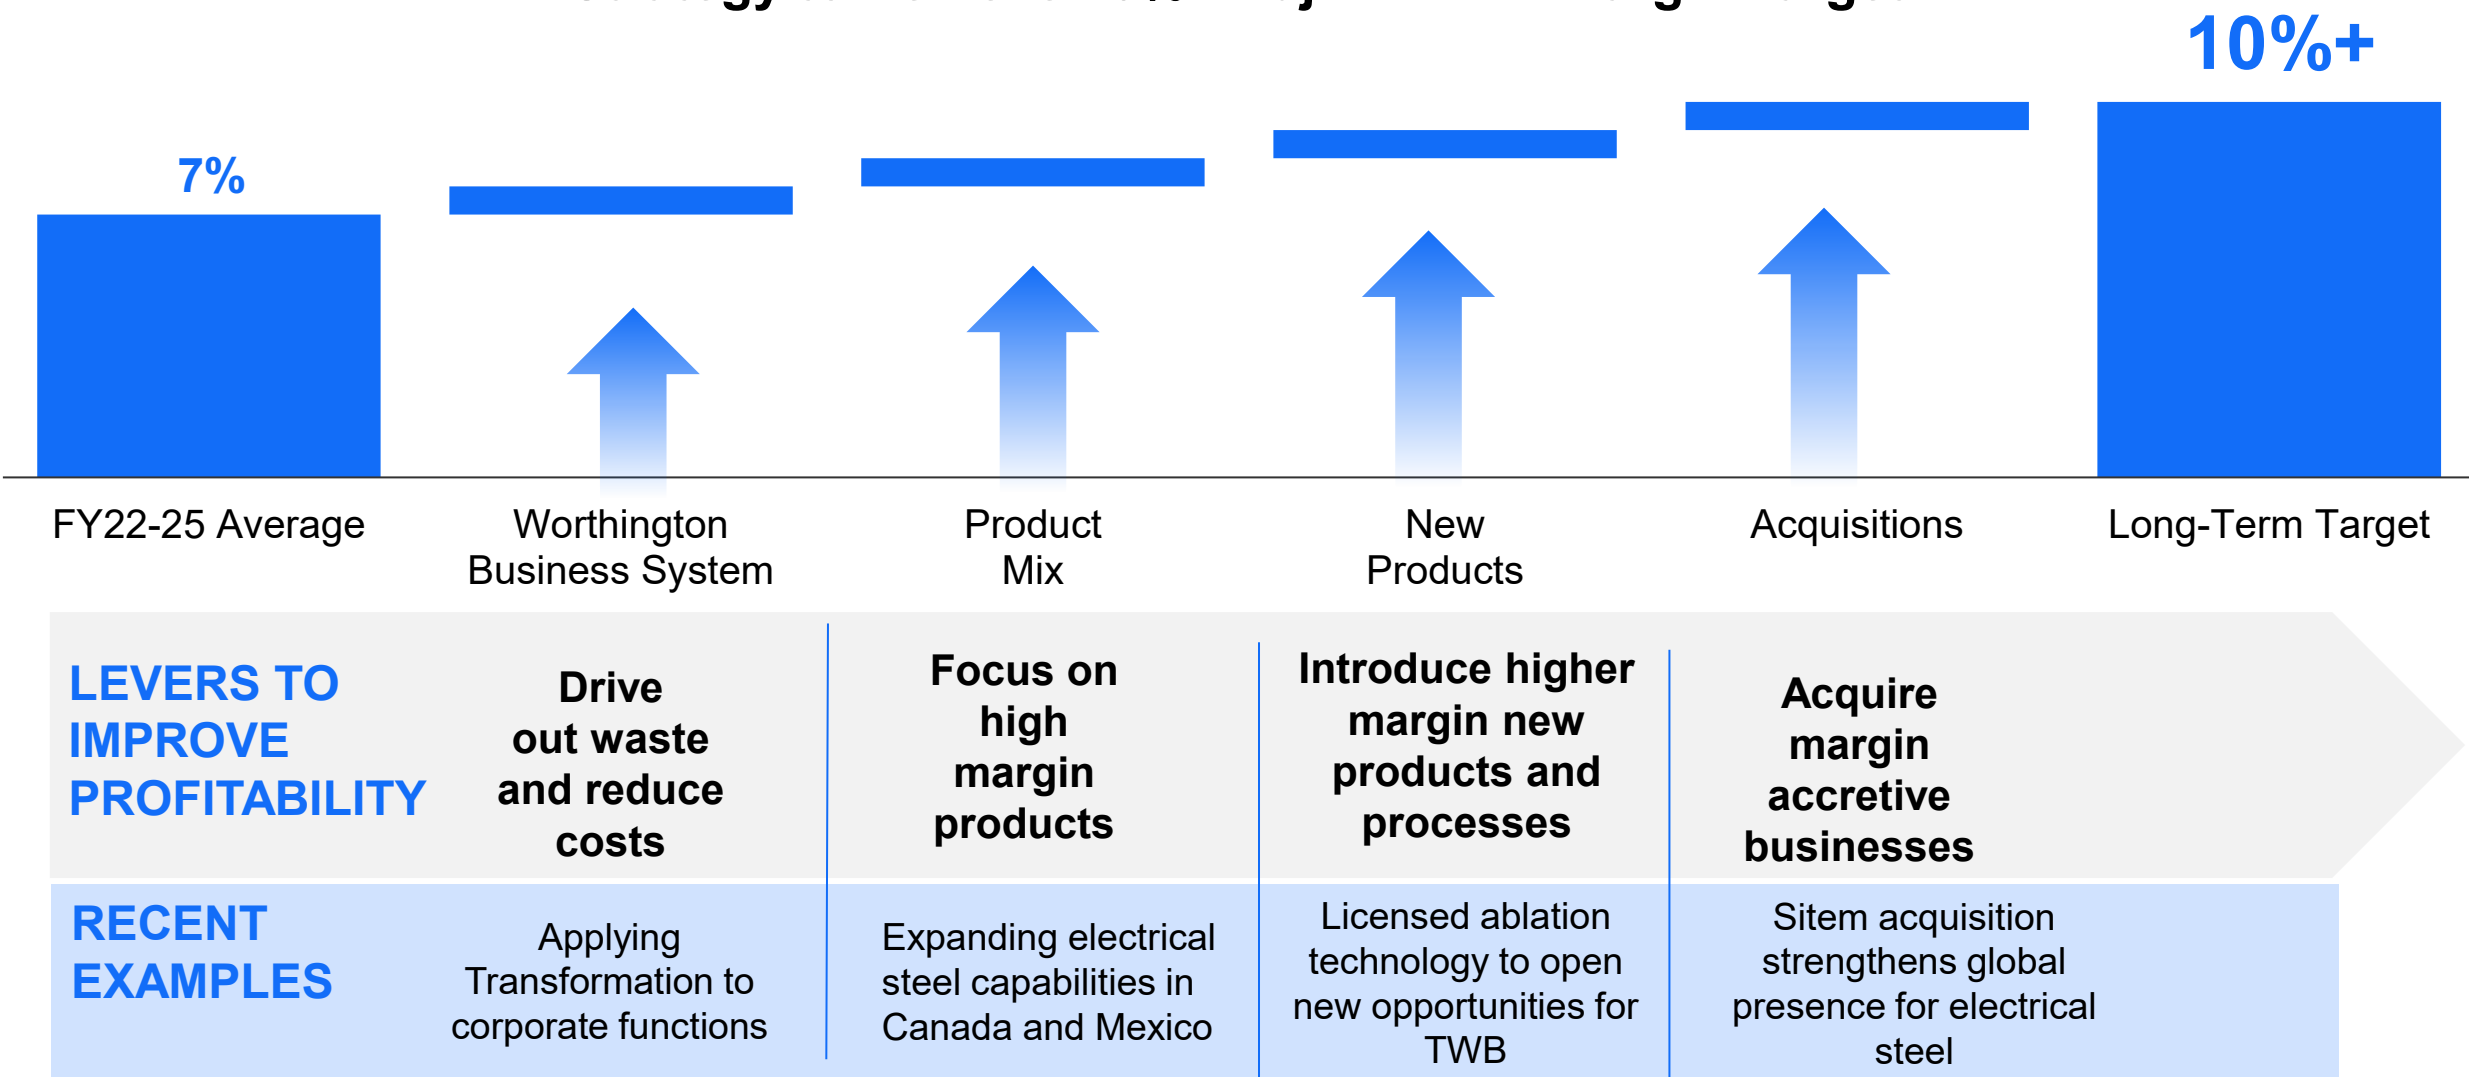 10%+
7%
FY22-25 Average
Worthington
Business System
Product
Mix
New
Products
Acquisitions
Long-Term Target
LEVERS TO
IMPROVE
PROFITABILITY
Drive
out waste
and reduce
costs
Focus on
high
margin
products
Introduce higher
margin new
products and
processes
Acquire
margin
accretive
businesses
RECENT
EXAMPLES
Applying
Transformation to
corporate functions
Expanding electrical
steel capabilities in
Canada and Mexico
Licensed ablation
technology to open
new opportunities for
TWB
Sitem acquisition
strengthens global
presence for electrical
steel